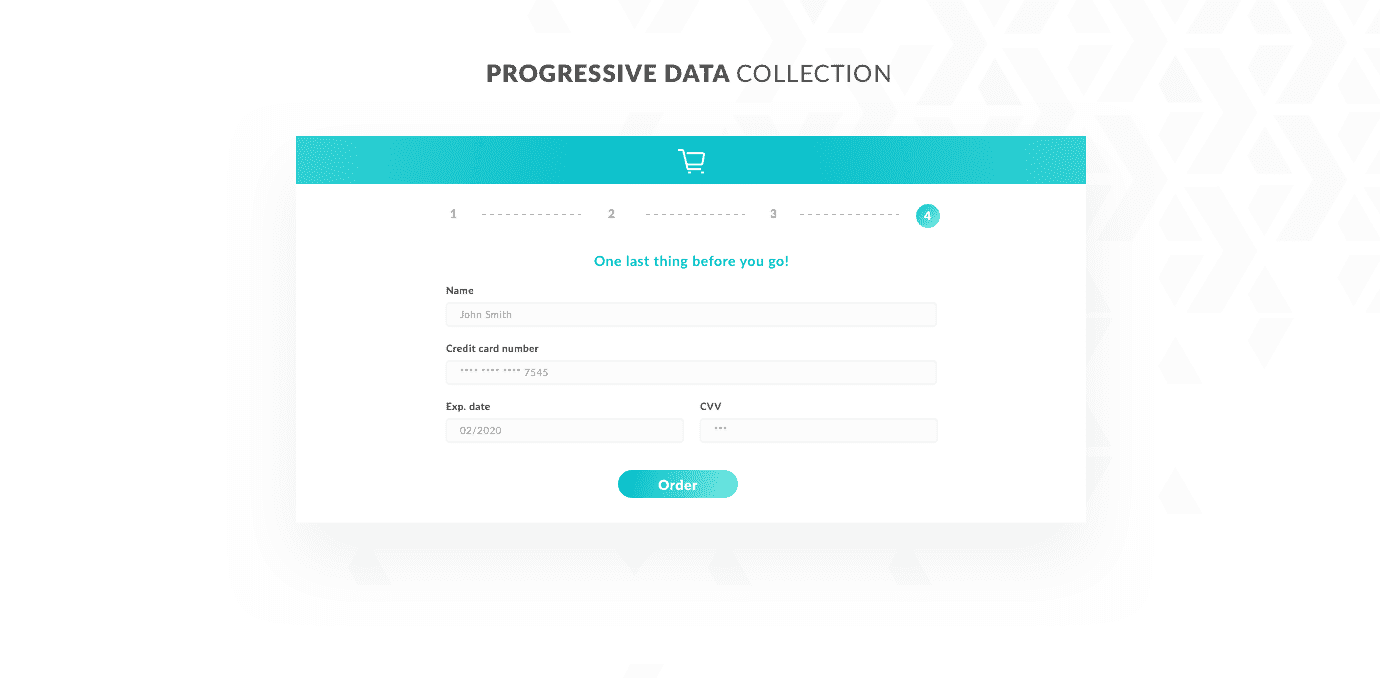 PROGRESSIVE DATA COLLECTION
1 2 3 4
One last thing before you go!
Name
John Smith
Credit card number
**** **** **** 7545
Exp. date CVV
02/2020 ***
Order